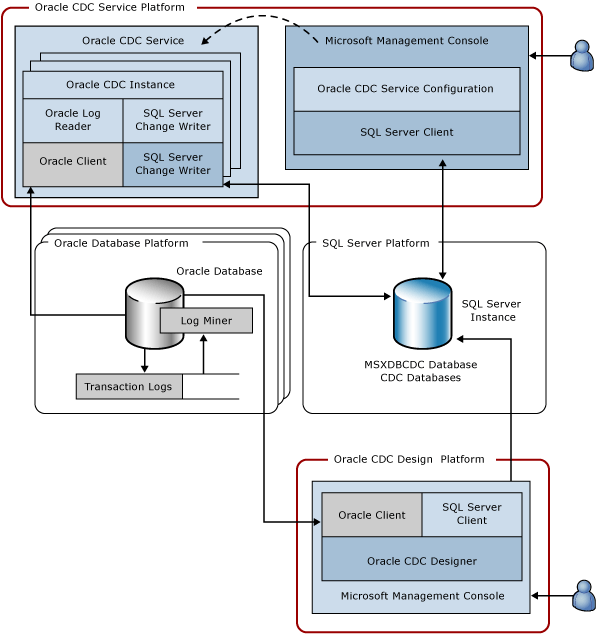 Oracle CDC Service Platform
Oracle CDC Service
Oracle CDC Instance
Oracle Log
Reader
SQL Server
Change Writer
Oracle Client
SQL Server
Change Writer
Microsoft Management Console
Oracle CDC Service Configuration
SQL Server Client
Oracle Database Platform
Oracle Database
Log Miner
Transaction Logs
SQL Server Platform
SQL Server
Instance
MSXDBCDC Database
CDC Databases
Oracle CDC Design Platform
Oracle Client
SQL Server
Client
Oracle CDC Designer
Microsoft Management Console